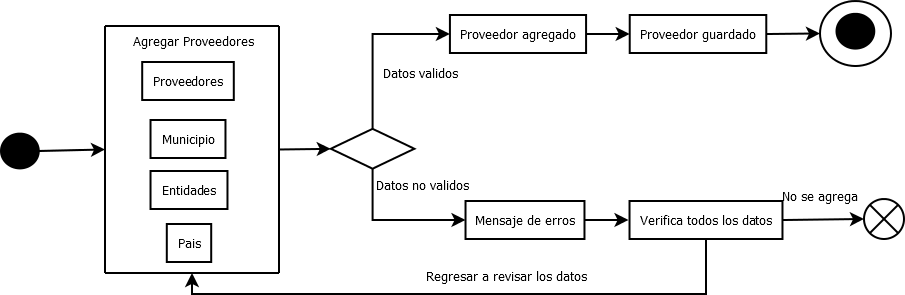 Agregar Proveedores
Proveedores
Municipio
Entidades
Pais
Datos validos
Proveedor agregado
Proveedor guardado
Datos no validos
Mensaje de erros
Verifica todos los datos
No se agrega
Regresar a revisar los datos